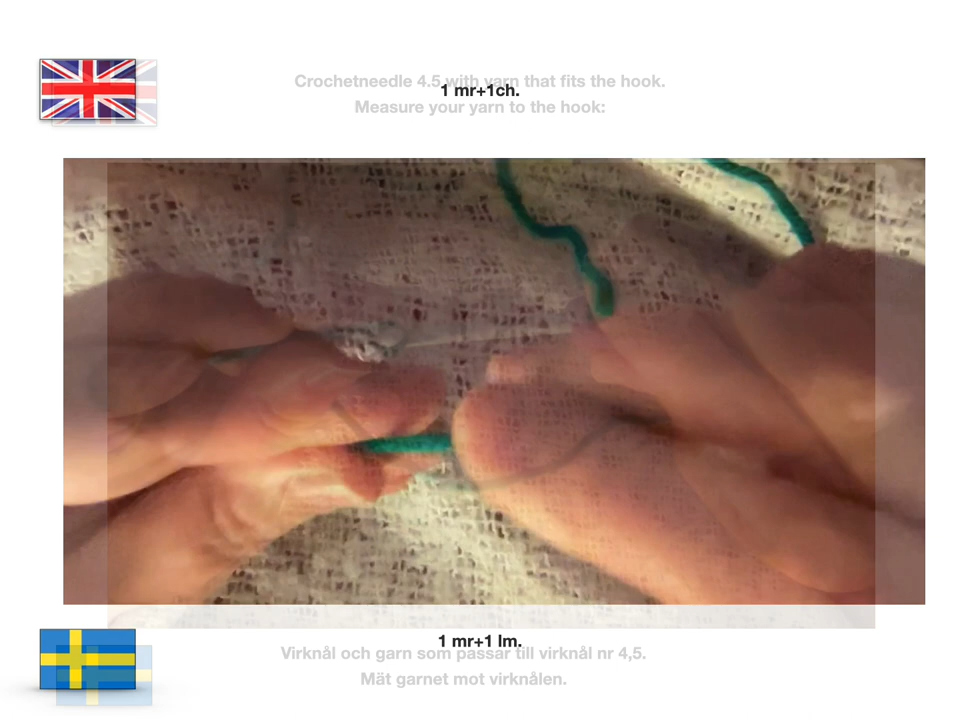 Crochetneedle 4.5 with yarn that fits the hook.
1 mr+1ch.
Measure your yarn to the hook:
1 mr+1 lm.
Virknål och garn som passar till virknål nr 4,5.
Mät garnet mot virknålen.